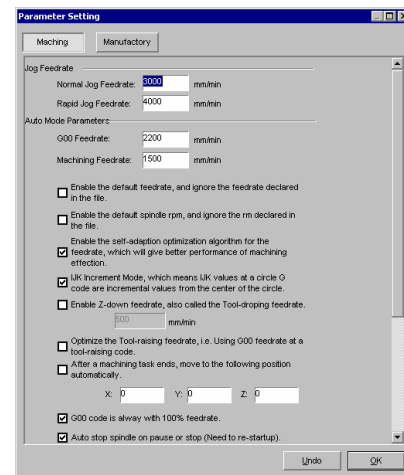 Parameter Setting
Maching Manufactory
Jog Feedrate
Normal Jog Feedrate: 3000 mm/min
Rapid Jog Feedrate: 4000 mm/min
Auto Mode Parameters
G00 Feedrate: 2200 mm/min
Machining Feedrate: 1500 mm/min
Enable the default feedrate, and ignore the feedrate declared
in the file.
Enable the default spindle rpm, and ignore the rm declared in
the file.
Enable the self-adaption optimization algorithm for the
feedrate, which will give better performance of machining
effection.
IJK Increment Mode, which means IJK values at a circle G
code are incremental values from the center of the circle.
Enable Z-down feedrate, also called the Tool-droping feedrate.
500 mm/min
Optimize the Tool-raising feedrate, i.e. Using G00 feedrate at a
tool-raising code.
After a machining task ends, move to the following position
automatically.
X: 0 Y: 0 Z: 0
G00 code is alway with 100% feedrate.
Auto stop spindle on pause or stop (Need to re-startup).
Undo OK